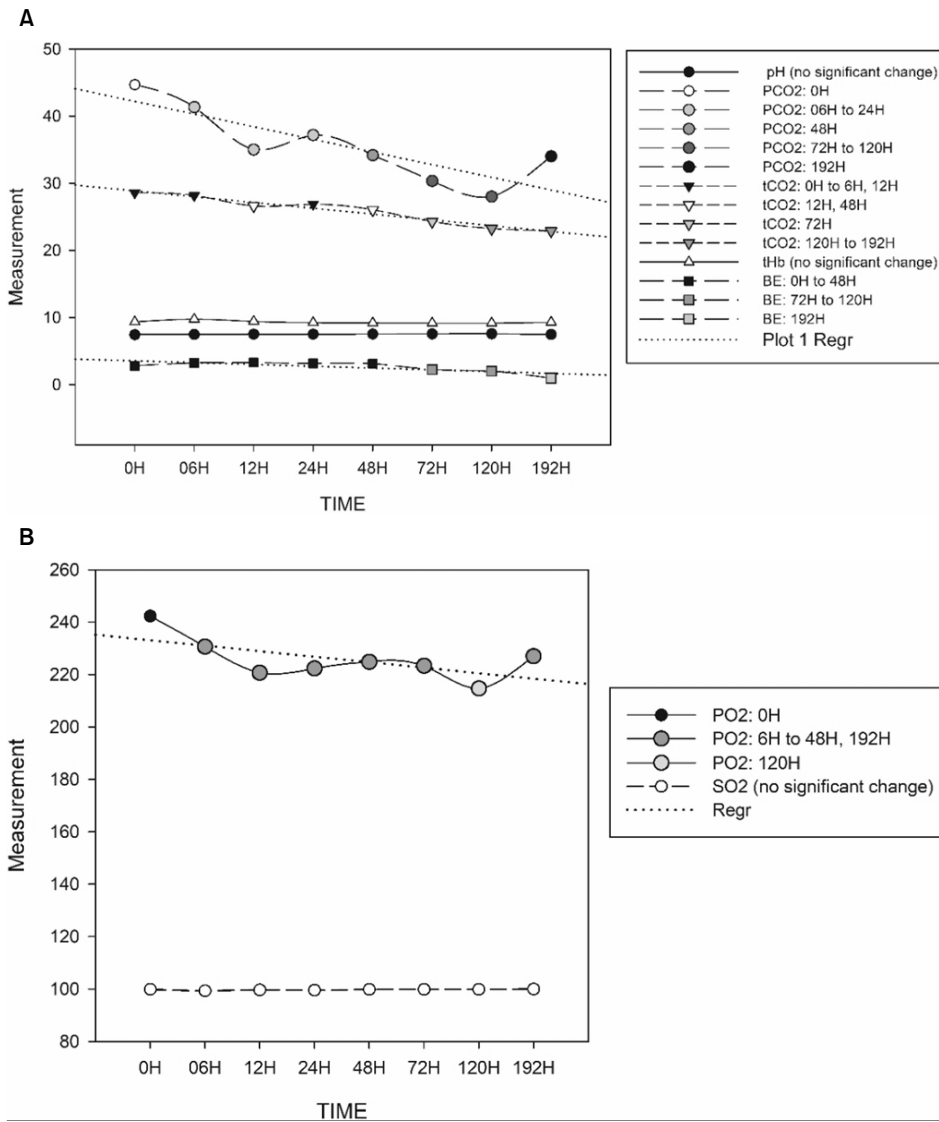 A
50
40
30
20
10
0
Measurement
0H 06H 12H 24H 48H 72H 120H 192H
TIME
pH (no significant change)
PCO2: 0H
PCO2: 06H to 24H
PCO2: 48H
PCO2: 72H to 120H
PCO2: 192H
tCO2: 0H to 6H, 12H
tCO2: 12H, 48H
tCO2: 72H
tCO2: 120H to 192H
tHb (no significant change)
BE: 0H to 48H
BE: 72H to 120H
BE: 192H
Plot 1 Regr
B
260
240
220
200
180
160
140
120
100
80
Measurement
0H 06H 12H 24H 48H 72H 120H 192H
TIME
PO2: 0H
PO2: 6H to 48H, 192H
PO2: 120H
SO2 (no significant change)
Regr